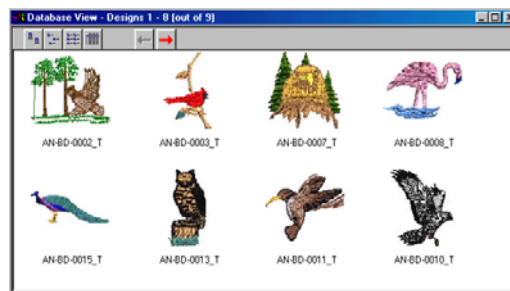 Database View - Designs 1 - 8 (out of 9)
AN-BD-0002_T AN-BD-0003_T AN-BD-0007_T AN-BD-0008_T
AN-BD-0015_T AN-BD-0013_T AN-BD-0011_T AN-BD-0010_T